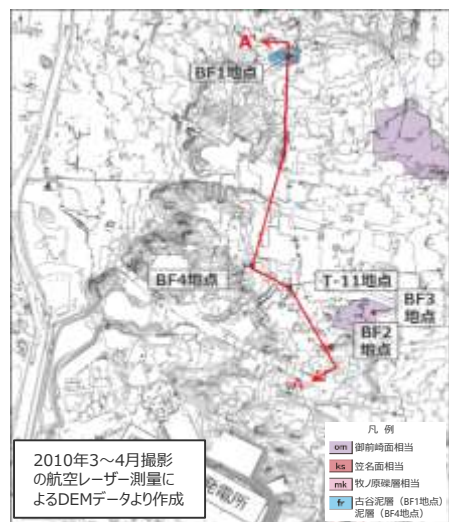 A'
BF1地点
BF4地点
T-11地点
BF3
地点
BF2
地点
A
凡 例
om 御前崎面相当
ks 笠名面相当
mk 牧ノ原礫層相当
fr 古谷泥層（BF1地点）
泥層（BF4地点）
2010年3～4月撮影
の航空レーザー測量に
よるDEMデータより作成
発電所